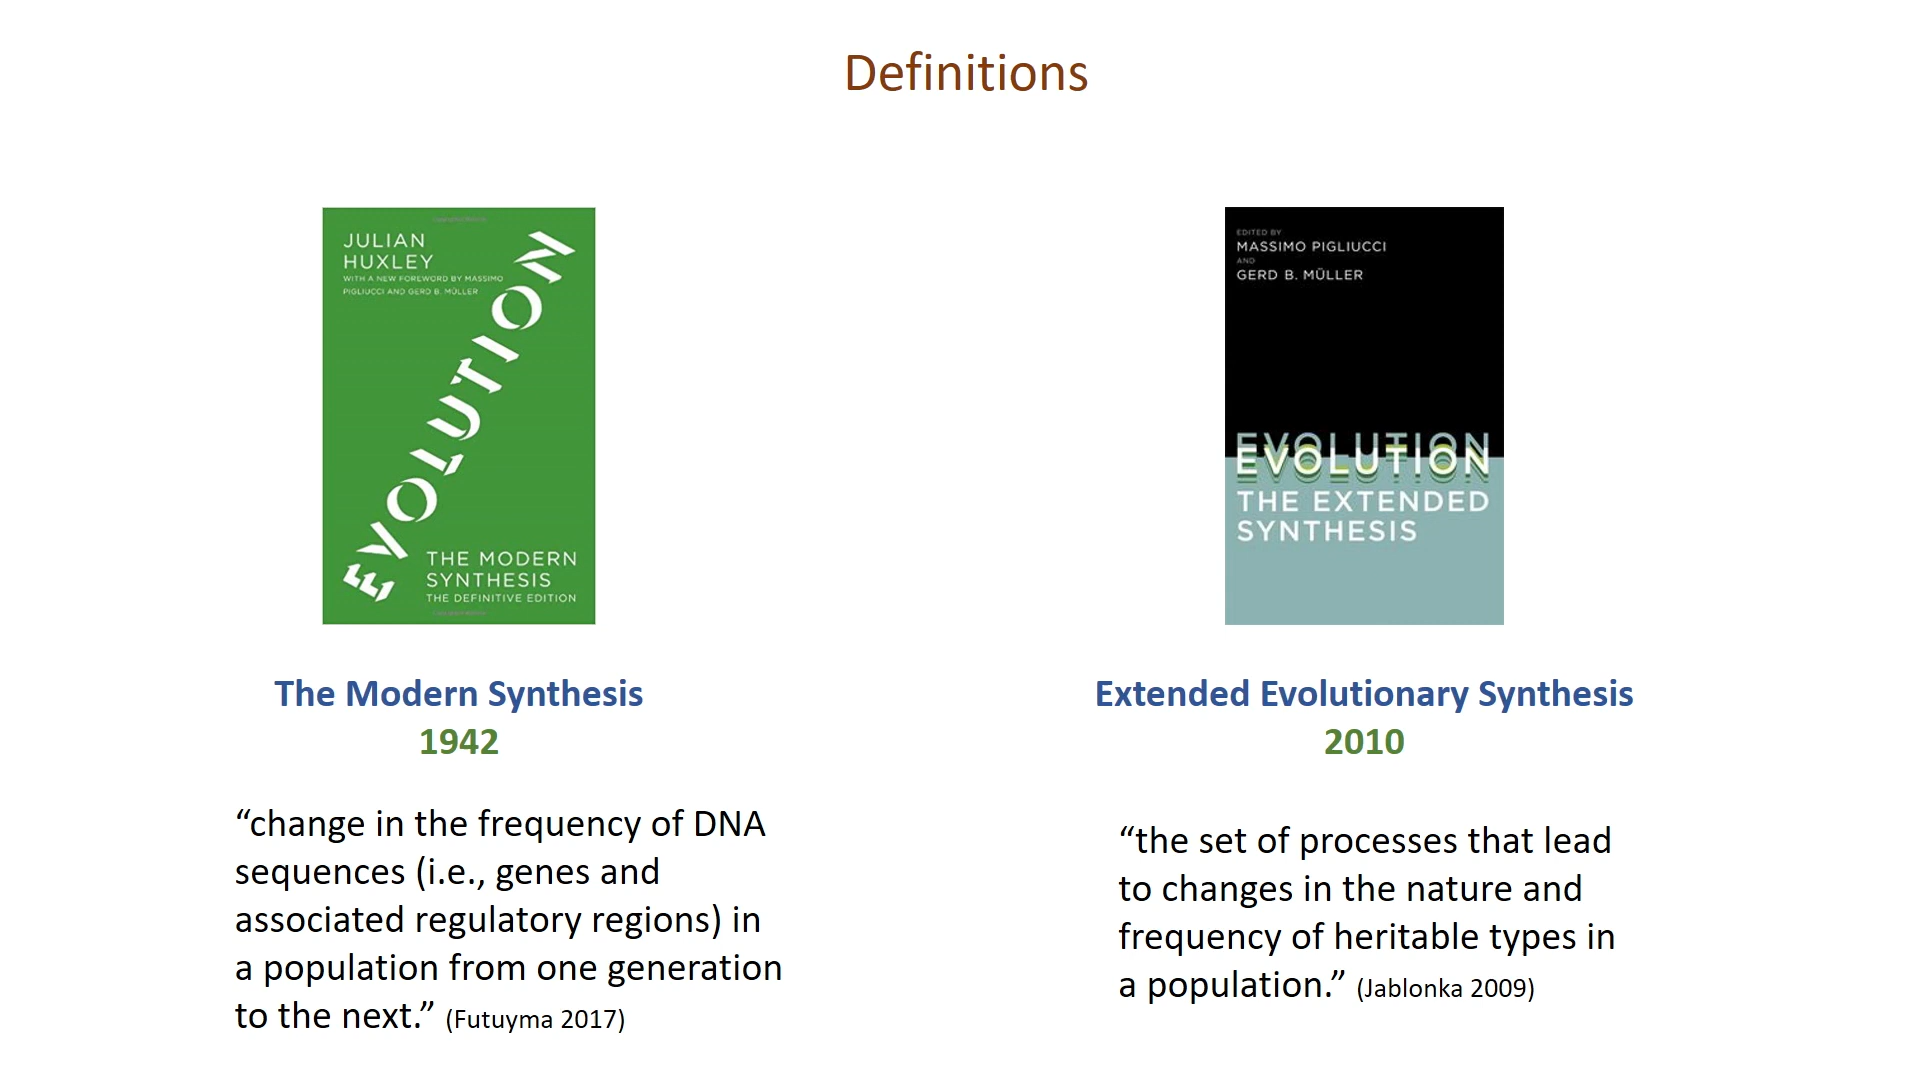 Definitions
JULIAN
HUXLEY
WITH A NEW FOREWORD BY MASSIMO
PIGLIUCCI AND GERD B. MÜLLER
EVOLUTION
THE MODERN
SYNTHESIS
THE DEFINITIVE EDITION
The Modern Synthesis
1942
“change in the frequency of DNA
sequences (i.e., genes and
associated regulatory regions) in
a population from one generation
to the next.” (Futuyma 2017)
EDITED BY
MASSIMO PIGLIUCCI
AND
GERD B. MÜLLER
EVOLUTION
THE EXTENDED
SYNTHESIS
Extended Evolutionary Synthesis
2010
“the set of processes that lead
to changes in the nature and
frequency of heritable types in
a population.” (Jablonka 2009)